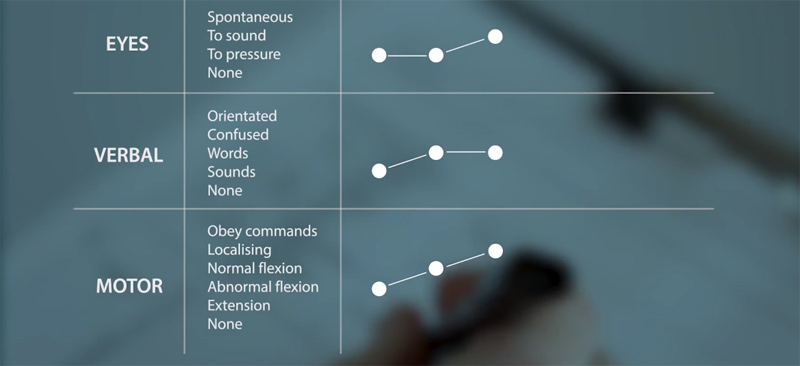 EYES
Spontaneous
To sound
To pressure
None
VERBAL
Orientated
Confused
Words
Sounds
None
MOTOR
Obey commands
Localising
Normal flexion
Abnormal flexion
Extension
None